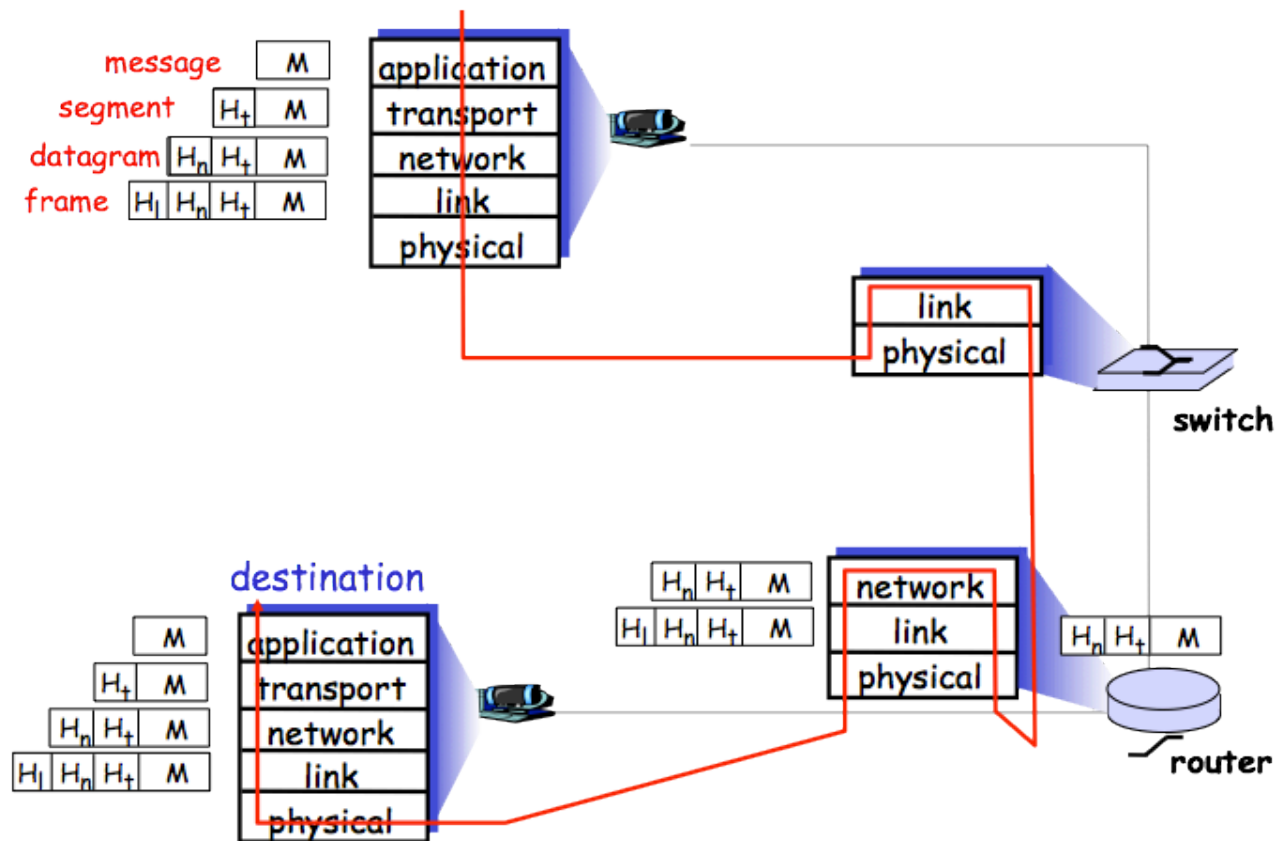 message M
segment Ht M
datagram Hn Ht M
frame Hl Hn Ht M
application
transport
network
link
physical
link
physical
switch
destination
M
Ht M
Hn Ht M
Hl Hn Ht M
application
transport
network
link
physical
Hn Ht M
Hl Hn Ht M
network
link
physical
Hn Ht M
router